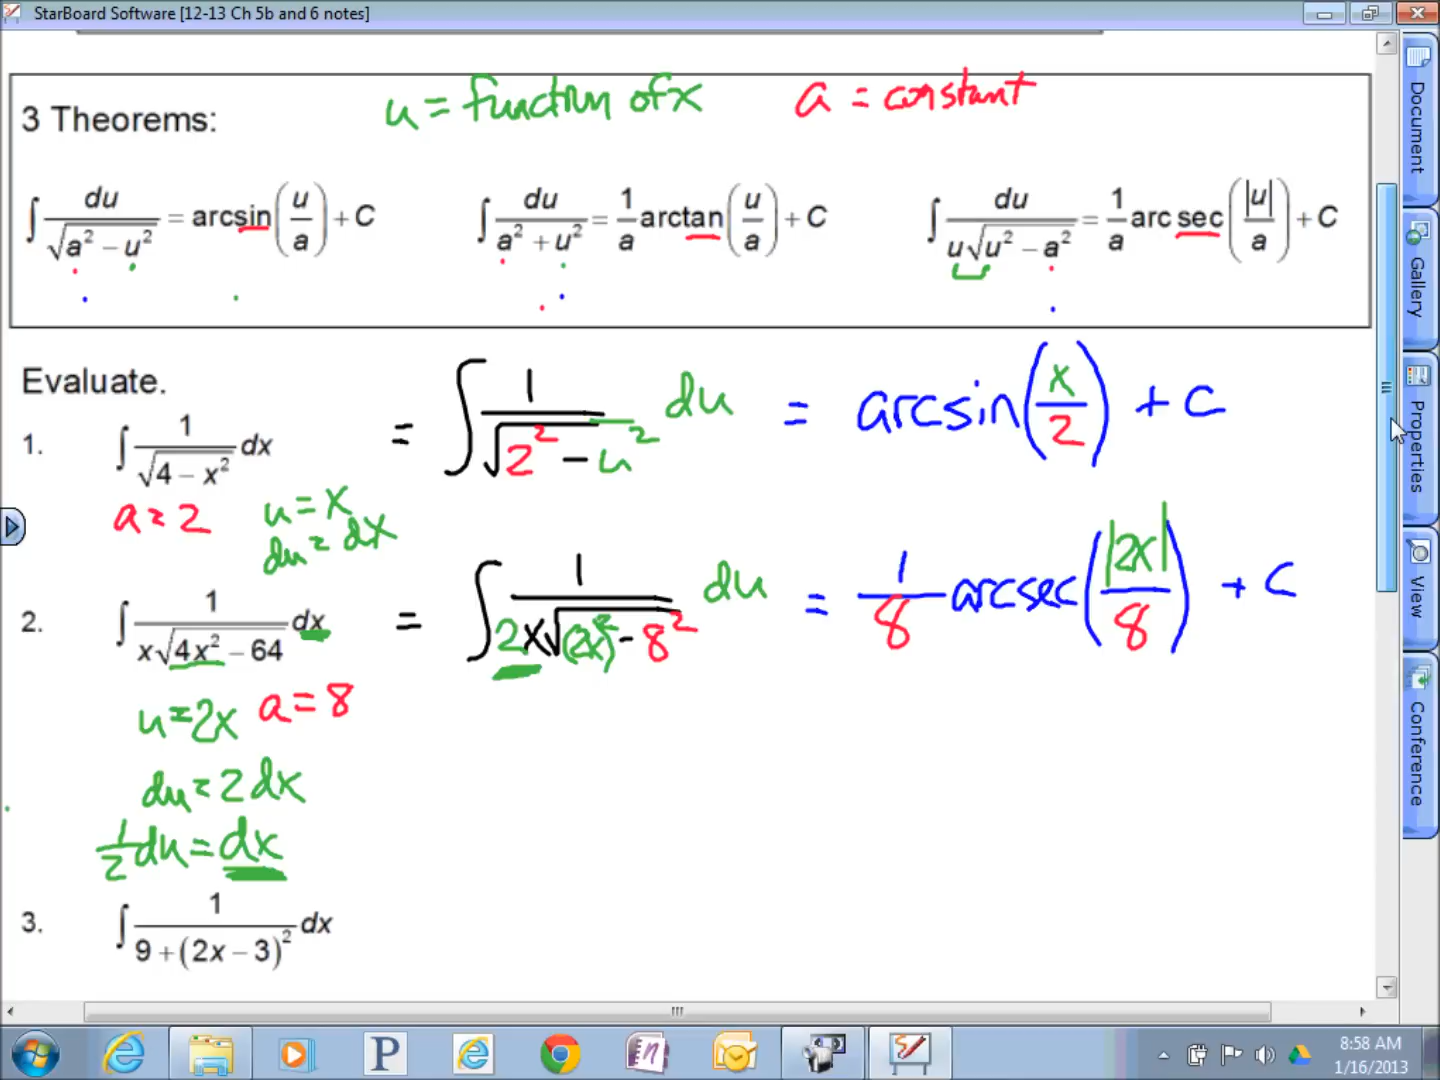 StarBoard Software [12-13 Ch 5b and 6 notes]
u = function of x a = constant
3 Theorems:
∫ du / √(a² − u²) = arcsin(u/a) + C ∫ du / (a² + u²) = 1/a arctan(u/a) + C ∫ du / (u√(u² − a²)) = 1/a arc sec(|u|/a) + C
Evaluate.
1. ∫ 1/√(4 − x²) dx = ∫ 1/√(2² − u²) du = arcsin(x/2) + C
a = 2 u = x
du = dx
2. ∫ 1/(x√(4x² − 64)) dx = ∫ 1/(2x√((2x)² − 8²)) du = 1/8 arcsec(|2x|/8) + C
u = 2x a = 8
du = 2 dx
1/2 du = dx
3. ∫ 1/(9 + (2x − 3)²) dx
Document
Gallery
Properties
View
Conference
P
8:58 AM
1/16/2013